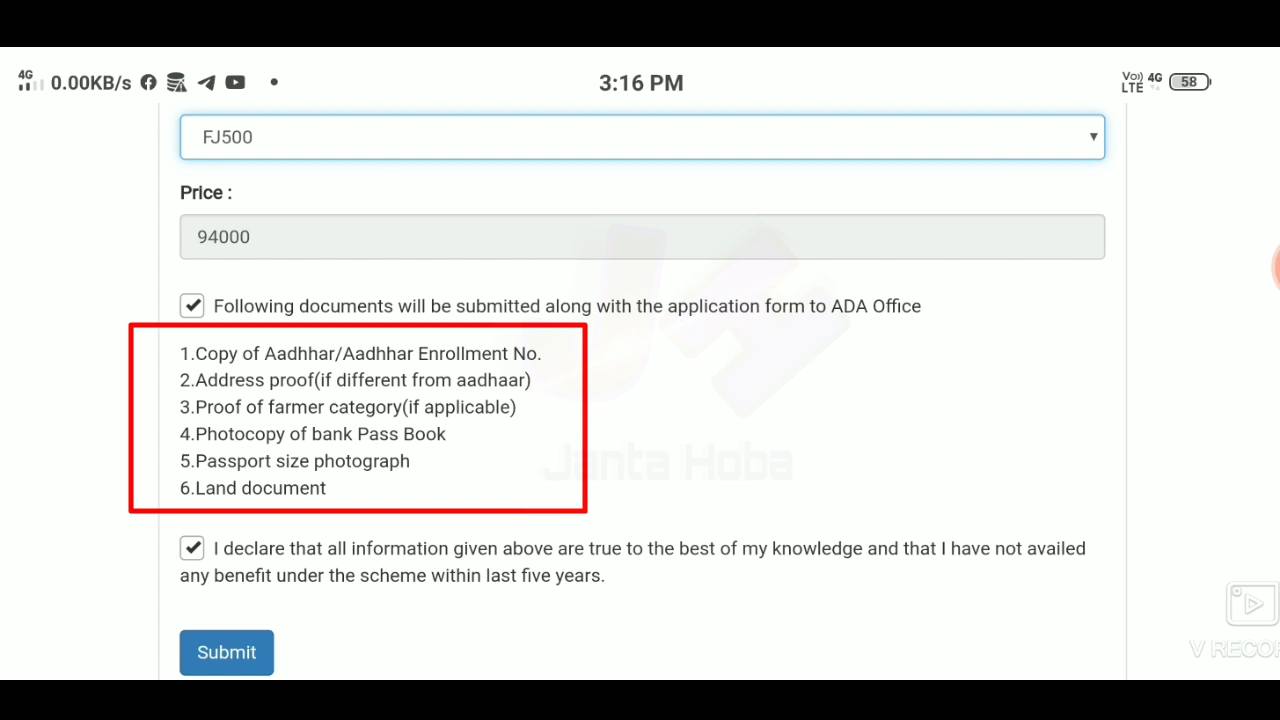 4G 0.00KB/s 3:16 PM Vo) LTE 4G 58
FJ500
Price :
94000
Following documents will be submitted along with the application form to ADA Office
1.Copy of Aadhhar/Aadhhar Enrollment No.
2.Address proof(if different from aadhaar)
3.Proof of farmer category(if applicable)
4.Photocopy of bank Pass Book
5.Passport size photograph
Janta Hoba
6.Land document
I declare that all information given above are true to the best of my knowledge and that I have not availed
any benefit under the scheme within last five years.
Submit
V RECOR